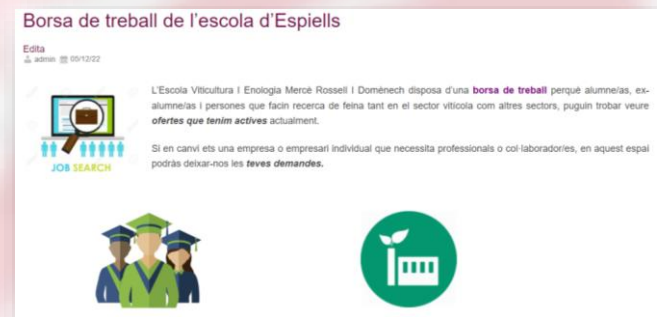 Borsa de treball de l'escola d'Espiells
Edita
admin 05/12/22
L'Escola Viticultura I Enologia Mercè Rossell I Domènech disposa d'una borsa de treball perquè alumne/as, ex-
alumne/as i persones que facin recerca de feina tant en el sector vitícola com altres sectors, puguin trobar veure
ofertes que tenim actives actualment.
JOB SEARCH
Si en canvi ets una empresa o empresari individual que necessita professionals o col·laborador/es, en aquest espai
podràs deixar-nos les teves demandes.